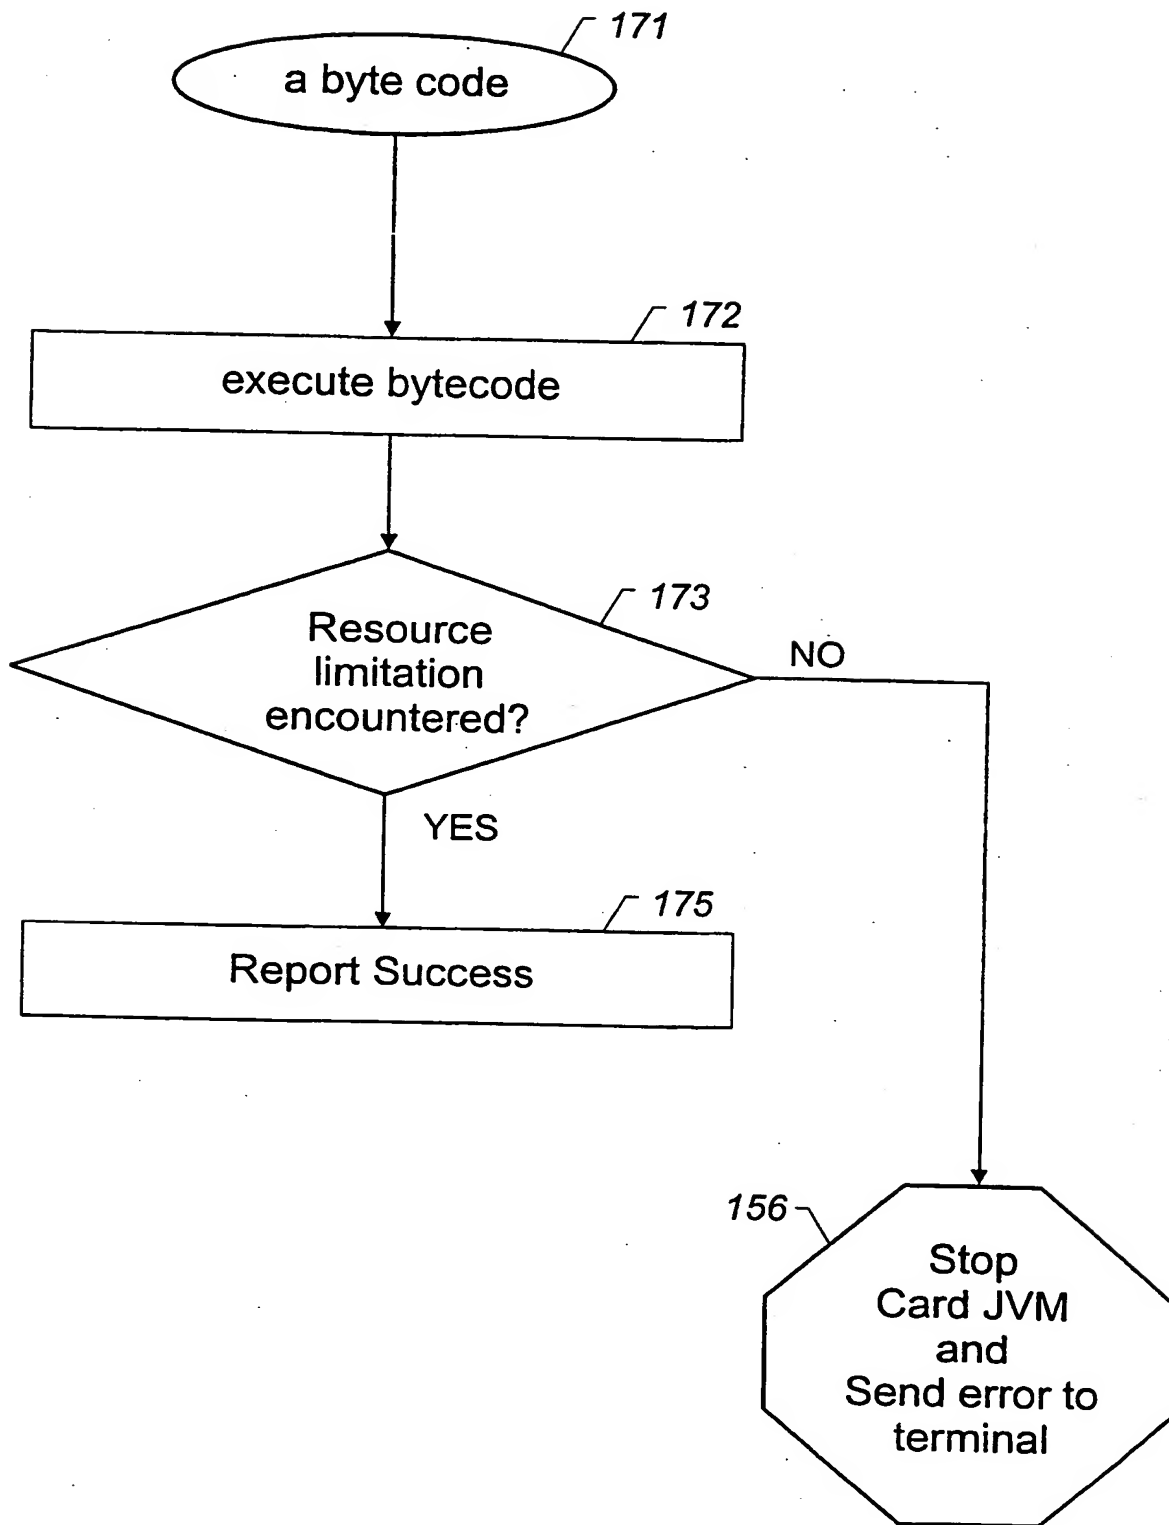 171
a byte code
172
execute bytecode
173
Resource
limitation
encountered?
NO
YES
175
Report Success
156
Stop
Card JVM
and
Send error to
terminal